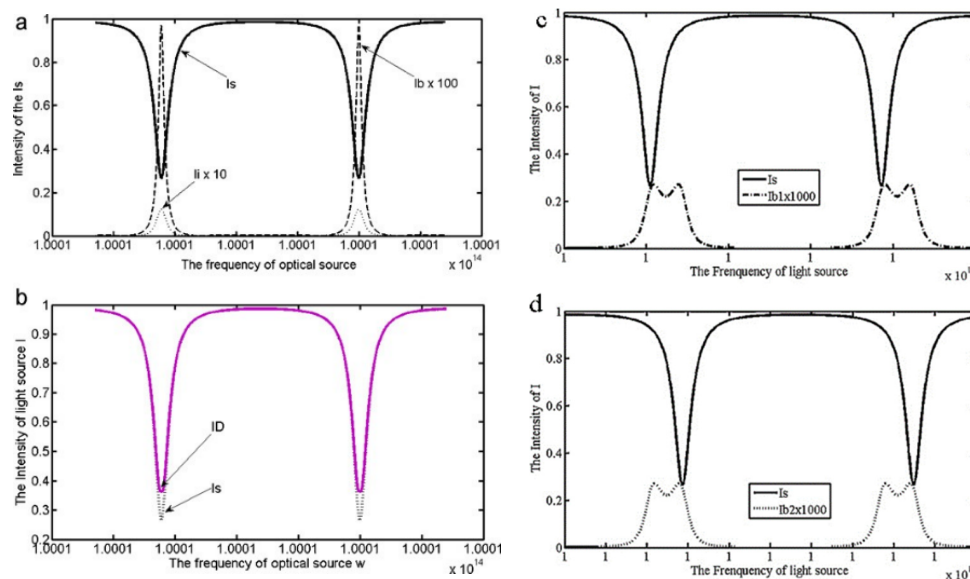 a
Intensity of the Is
1
0.8
0.6
0.4
0.2
0
Is
Ib x 100
Ii x 10
1.0001 1.0001 1.0001 1.0001 1.0001 1.0001 1.0001 1.0001
The frequency of optical source
x 10^14
b
The Intensity of light source I
1
0.9
0.8
0.7
0.6
0.5
0.4
0.3
0.2
ID
Is
1.0001 1.0001 1.0001 1.0001 1.0001 1.0001 1.0001 1.0001
The frequency of optical source w
x 10^14
c
The Intensity of I
1
0.8
0.6
0.4
0.2
0
Is
Ib1x1000
1 1 1 1 1 1
The Frenquency of light source
d
The Intensity of I
1
0.8
0.6
0.4
0.2
0
Is
Ib2x1000
1 1 1 1 1 1
The Frenquency of light source